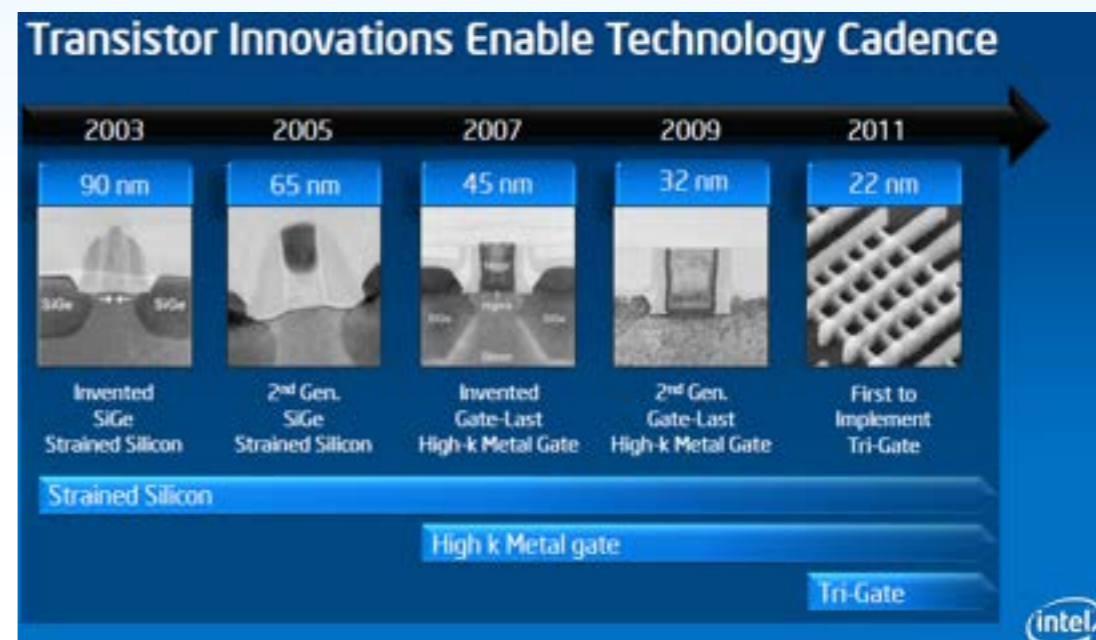 Transistor Innovations Enable Technology Cadence
2003 2005 2007 2009 2011
90 nm 65 nm 45 nm 32 nm 22 nm
SiGe SiGe
SiGe SiGe
Invented
SiGe
Strained Silicon
2nd Gen.
SiGe
Strained Silicon
Invented
Gate-Last
High-k Metal Gate
2nd Gen.
Gate-Last
High-k Metal Gate
First to
Implement
Tri-Gate
Strained Silicon
High k Metal gate
Tri-Gate
intel